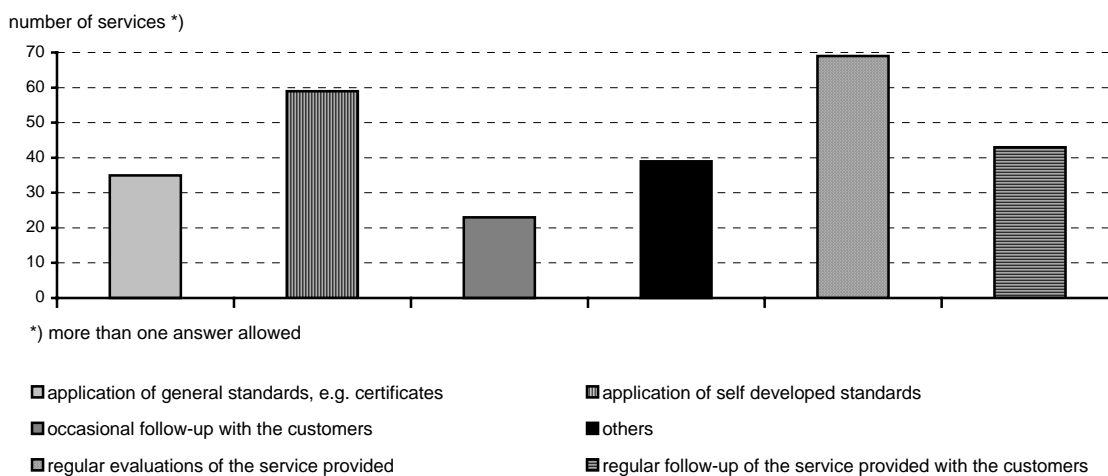 number of services *)
70
60
50
40
30
20
10
0
*) more than one answer allowed
application of general standards, e.g. certificates
application of self developed standards
occasional follow-up with the customers
others
regular evaluations of the service provided
regular follow-up of the service provided with the customers